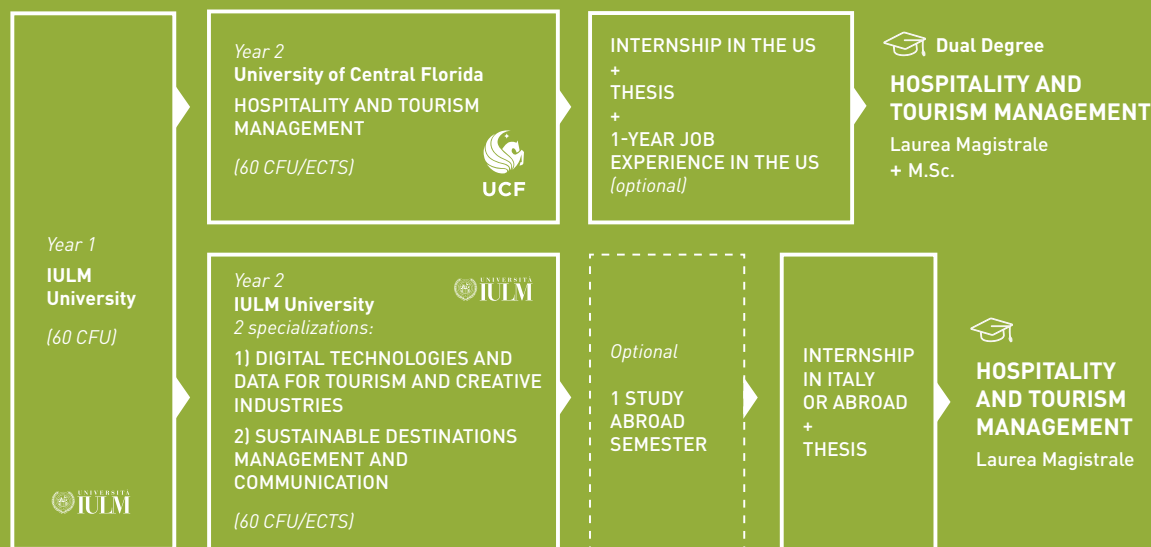 Year 1
IULM
University
(60 CFU)
UNIVERSITÀ
IULM
Year 2
University of Central Florida
HOSPITALITY AND TOURISM
MANAGEMENT
(60 CFU/ECTS)
UCF
INTERNSHIP IN THE US
+
THESIS
+
1-YEAR JOB
EXPERIENCE IN THE US
(optional)
Dual Degree
HOSPITALITY AND
TOURISM MANAGEMENT
Laurea Magistrale
+ M.Sc.
Year 2
IULM University
UNIVERSITÀ
IULM
2 specializations:
1) DIGITAL TECHNOLOGIES AND
DATA FOR TOURISM AND CREATIVE
INDUSTRIES
2) SUSTAINABLE DESTINATIONS
MANAGEMENT AND
COMMUNICATION
(60 CFU/ECTS)
Optional
1 STUDY
ABROAD
SEMESTER
INTERNSHIP
IN ITALY
OR ABROAD
+
THESIS
HOSPITALITY
AND TOURISM
MANAGEMENT
Laurea Magistrale